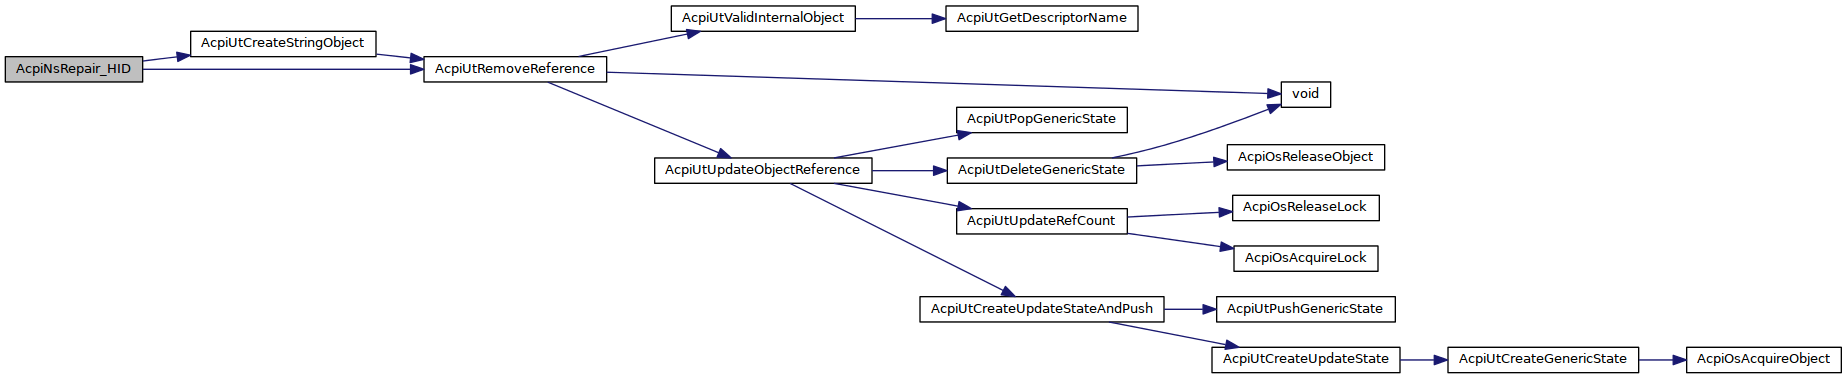 AcpiUtValidInternalObject
AcpiUtGetDescriptorName
AcpiUtCreateStringObject
AcpiNsRepair_HID
AcpiUtRemoveReference
void
AcpiUtPopGenericState
AcpiOsReleaseObject
AcpiUtUpdateObjectReference
AcpiUtDeleteGenericState
AcpiOsReleaseLock
AcpiUtUpdateRefCount
AcpiOsAcquireLock
AcpiUtCreateUpdateStateAndPush
AcpiUtPushGenericState
AcpiUtCreateUpdateState
AcpiUtCreateGenericState
AcpiOsAcquireObject